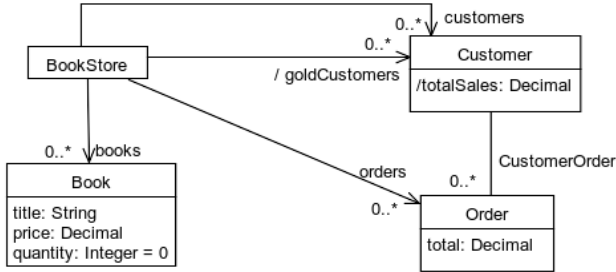 0..*
customers
0..*
BookStore
/ goldCustomers
Customer
/totalSales: Decimal
0..*
books
orders
CustomerOrder
0..*
0..*
Book
title: String
price: Decimal
quantity: Integer = 0
Order
total: Decimal